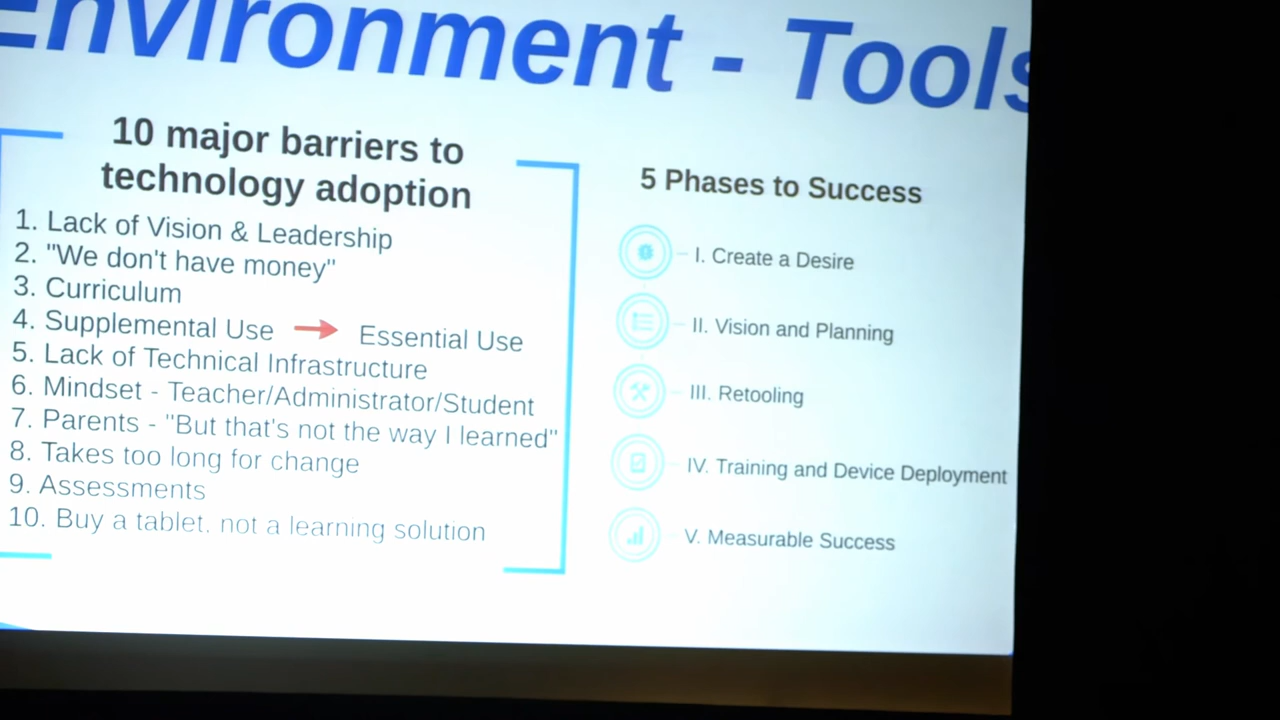 Environment - Tools
10 major barriers to
technology adoption
1. Lack of Vision & Leadership
2. "We don't have money"
3. Curriculum
4. Supplemental Use → Essential Use
5. Lack of Technical Infrastructure
6. Mindset - Teacher/Administrator/Student
7. Parents - "But that's not the way I learned"
8. Takes too long for change
9. Assessments
10. Buy a tablet, not a learning solution
5 Phases to Success
I. Create a Desire
II. Vision and Planning
III. Retooling
IV. Training and Device Deployment
V. Measurable Success